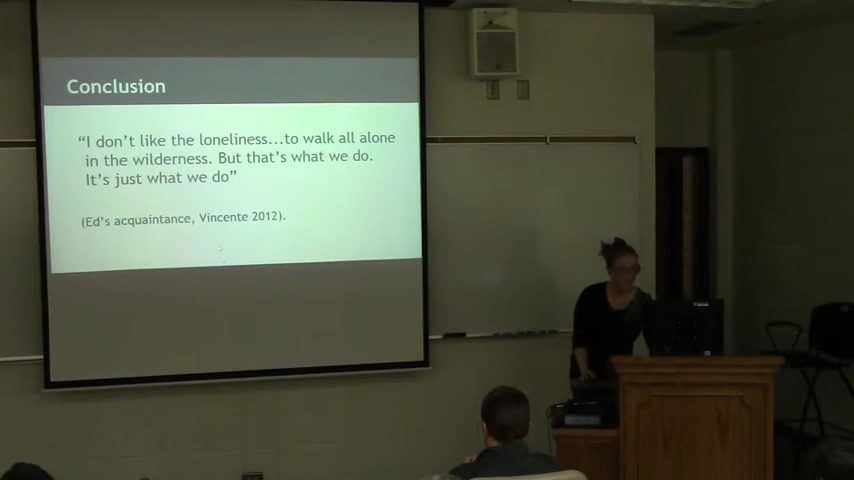 Conclusion
“I don’t like the loneliness...to walk all alone
in the wilderness. But that’s what we do.
It’s just what we do”
(Ed’s acquaintance, Vincente 2012).